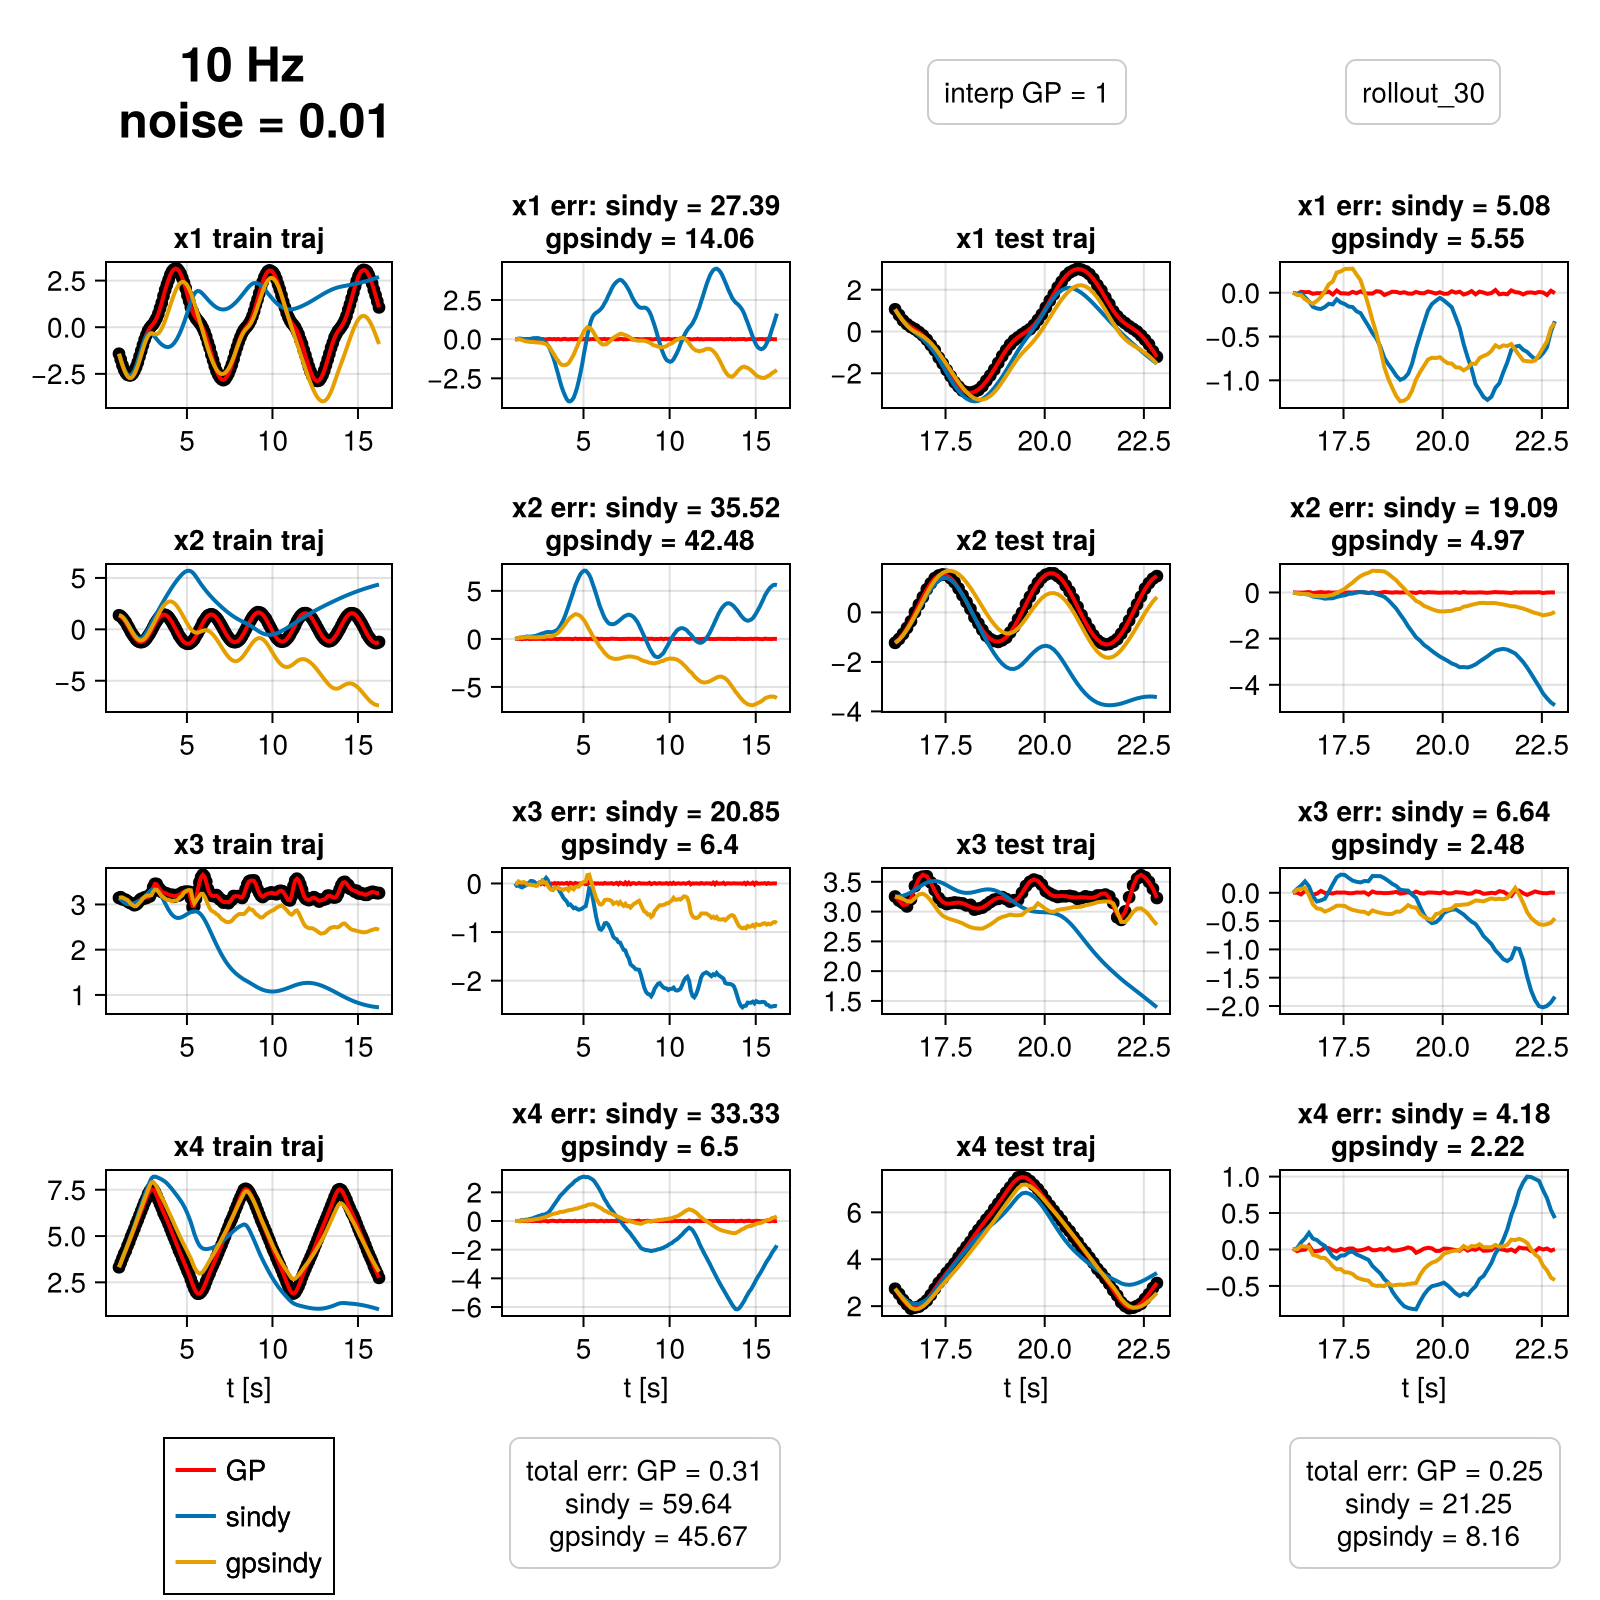 10 Hz
noise = 0.01
interp GP = 1
rollout_30
x1 train traj
2.5
0.0
−2.5
5
10
15
x1 err: sindy = 27.39
gpsindy = 14.06
2.5
0.0
−2.5
5
10
15
x1 test traj
2
0
−2
17.5
20.0
22.5
x1 err: sindy = 5.08
gpsindy = 5.55
0.0
−0.5
−1.0
17.5
20.0
22.5
x2 train traj
5
0
−5
5
10
15
x2 err: sindy = 35.52
gpsindy = 42.48
5
0
−5
5
10
15
x2 test traj
0
−2
−4
17.5
20.0
22.5
x2 err: sindy = 19.09
gpsindy = 4.97
0
−2
−4
17.5
20.0
22.5
x3 train traj
3
2
1
5
10
15
x3 err: sindy = 20.85
gpsindy = 6.4
0
−1
−2
5
10
15
x3 test traj
3.5
3.0
2.5
2.0
1.5
17.5
20.0
22.5
x3 err: sindy = 6.64
gpsindy = 2.48
0.0
−0.5
−1.0
−1.5
−2.0
17.5
20.0
22.5
x4 train traj
7.5
5.0
2.5
5
10
15
t [s]
x4 err: sindy = 33.33
gpsindy = 6.5
2
0
−2
−4
−6
5
10
15
t [s]
x4 test traj
6
4
2
17.5
20.0
22.5
t [s]
x4 err: sindy = 4.18
gpsindy = 2.22
1.0
0.5
0.0
−0.5
17.5
20.0
22.5
t [s]
GP
sindy
gpsindy
total err: GP = 0.31
sindy = 59.64
gpsindy = 45.67
total err: GP = 0.25
sindy = 21.25
gpsindy = 8.16